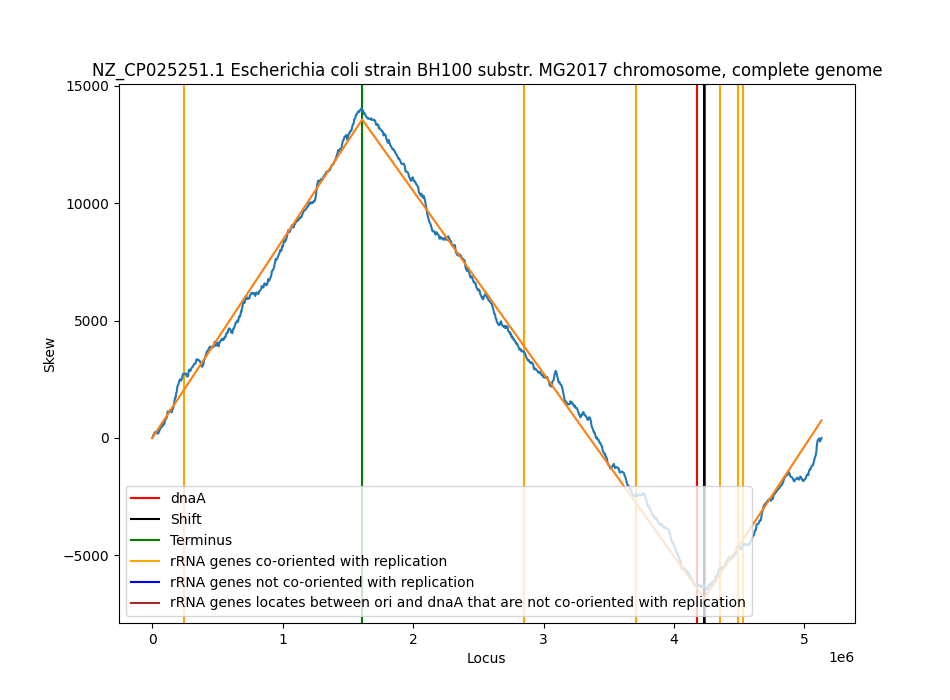 NZ_CP025251.1 Escherichia coli strain BH100 substr. MG2017 chromosome, complete genome
15000
10000
5000
0
−5000
Skew
dnaA
Shift
Terminus
rRNA genes co-oriented with replication
rRNA genes not co-oriented with replication
rRNA genes locates between ori and dnaA that are not co-oriented with replication
0 1 2 3 4 5
1e6
Locus